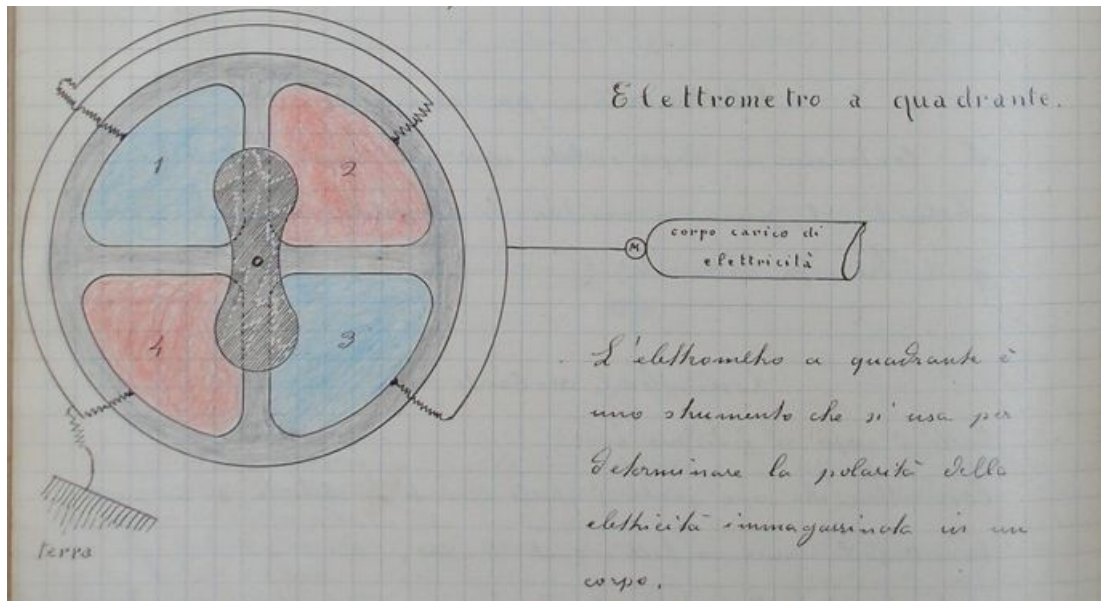 Elettrometro a quadrante.
1
2
M
corpo carico di
elettricità
4
3
L'elettrometro a quadrante è
uno strumento che si usa per
determinare la polarità della
elettricità immagazzinata in un
corpo.
terra